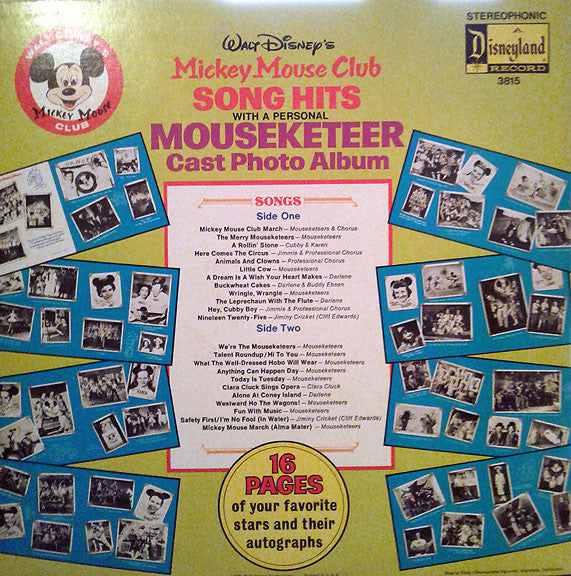 WALT DISNEY'S
Mickey Mouse
CLUB
Walt Disney's
Mickey Mouse Club
SONG HITS
WITH A PERSONAL
MOUSEKETEER
Cast Photo Album
STEREOPHONIC
A
Disneyland
RECORD
3815
SONGS
Side One
Mickey Mouse Club March – Mouseketeers & Chorus
The Merry Mouseketeers – Mouseketeers
A Rollin' Stone – Cubby & Karen
Here Comes The Circus – Jimmie & Professional Chorus
Animals And Clowns – Professional Chorus
Little Cow – Mouseketeers
A Dream Is A Wish Your Heart Makes – Darlene
Buckwheat Cakes – Darlene & Buddy Ebsen
Wringle, Wrangle – Mouseketeers
The Leprechaun With The Flute – Darlene
Hey, Cubby Boy – Jimmie & Professional Chorus
Nineteen Twenty-Five – Jiminy Cricket (Cliff Edwards)
Side Two
We're The Mouseketeers – Mouseketeers
Talent Roundup/Hi To You – Mouseketeers
What The Well-Dressed Hobo Will Wear – Mouseketeers
Anything Can Happen Day – Mouseketeers
Today Is Tuesday – Mouseketeers
Clara Cluck Sings Opera – Clara Cluck
Alone At Coney Island – Darlene
Westward Ho The Wagons! – Mouseketeers
Fun With Music – Mouseketeers
Safety First/I'm No Fool (In Water) – Jiminy Cricket (Cliff Edwards)
Mickey Mouse March (Alma Mater) – Mouseketeers
16
PAGES
of your favorite
stars and their
autographs